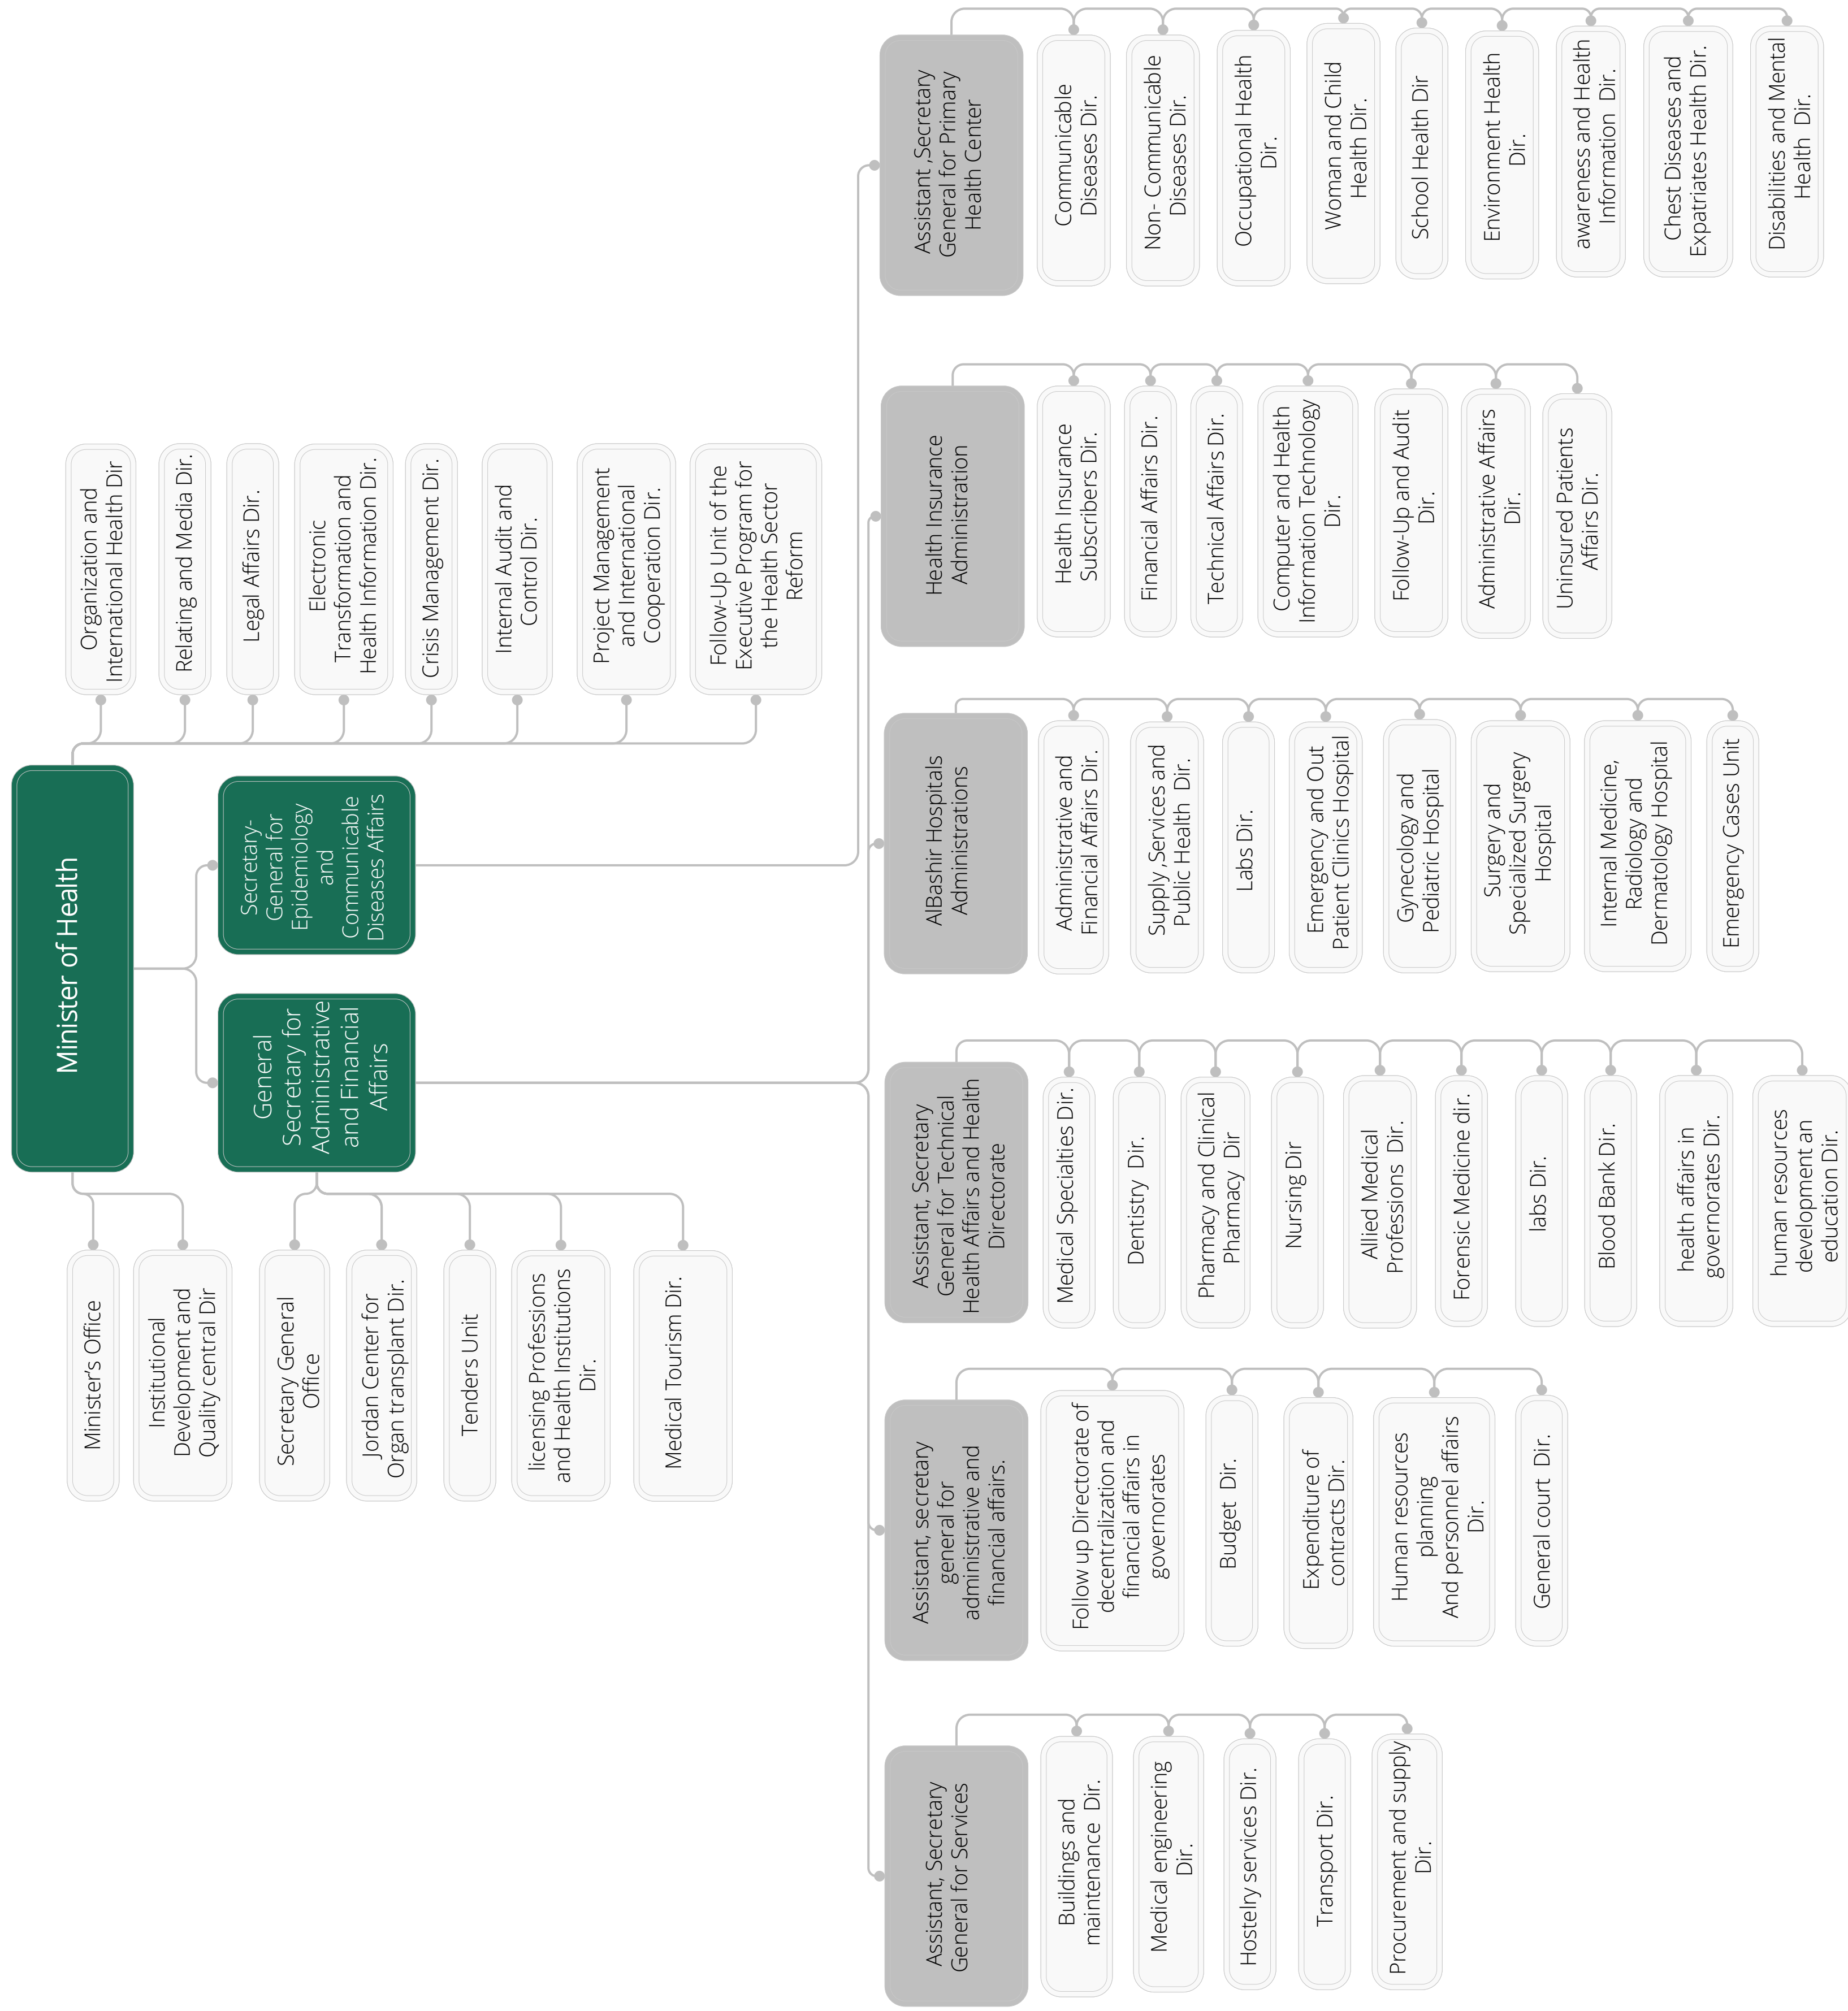 Minister of Health
Minister's Office
Institutional
Development and
Quality central Dir
Organization and
International Health Dir
Relating and Media Dir.
Legal Affairs Dir.
Electronic
Transformation and
Health Information Dir.
Crisis Management Dir.
Internal Audit and
Control Dir.
Project Management
and International
Cooperation Dir.
Follow-Up Unit of the
Executive Program for
the Health Sector
Reform
General
Secretary for
Administrative
and Financial
Affairs
Secretary-
General for
Epidemiology
and
Communicable
Diseases Affairs
Secretary General
Office
Jordan Center for
Organ transplant Dir.
Tenders Unit
licensing Professions
and Health Institutions
Dir.
Medical Tourism Dir.
Assistant, Secretary
General for Services
Buildings and
maintenance Dir.
Medical engineering
Dir.
Hostelry services Dir.
Transport Dir.
Procurement and supply
Dir.
Assistant, secretary
general for
administrative and
financial affairs.
Follow up Directorate of
decentralization and
financial affairs in
governorates
Budget Dir.
Expenditure of
contracts Dir.
Human resources
planning
And personnel affairs
Dir.
General court Dir.
Assistant, Secretary
General for Technical
Health Affairs and Health
Directorate
Medical Specialties Dir.
Dentistry Dir.
Pharmacy and Clinical
Pharmacy Dir
Nursing Dir
Allied Medical
Professions Dir.
Forensic Medicine dir.
labs Dir.
Blood Bank Dir.
health affairs in
governorates Dir.
human resources
development an
education Dir.
AlBashir Hospitals
Administrations
Administrative and
Financial Affairs Dir.
Supply ,Services and
Public Health Dir.
Labs Dir.
Emergency and Out
Patient Clinics Hospital
Gynecology and
Pediatric Hospital
Surgery and
Specialized Surgery
Hospital
Internal Medicine,
Radiology and
Dermatology Hospital
Emergency Cases Unit
Health Insurance
Administration
Health Insurance
Subscribers Dir.
Financial Affairs Dir.
Technical Affairs Dir.
Computer and Health
Information Technology
Dir.
Follow-Up and Audit
Dir.
Administrative Affairs
Dir.
Uninsured Patients
Affairs Dir.
Assistant ,Secretary
General for Primary
Health Center
Communicable
Diseases Dir.
Non- Communicable
Diseases Dir.
Occupational Health
Dir.
Woman and Child
Health Dir.
School Health Dir
Environment Health
Dir.
awareness and Health
Information Dir.
Chest Diseases and
Expatriates Health Dir.
Disabilities and Mental
Health Dir.